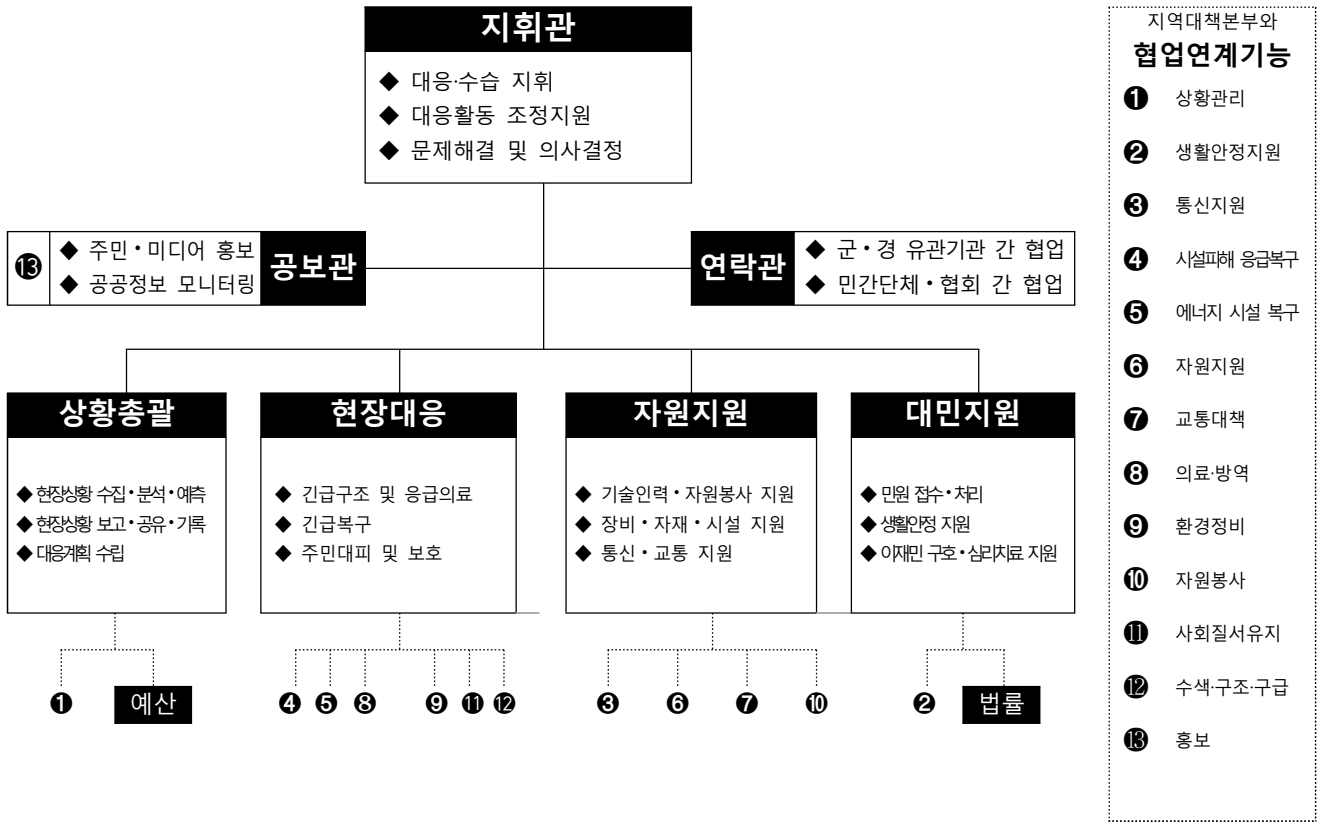 지휘관
◆ 대응·수습 지휘
◆ 대응활동 조정지원
◆ 문제해결 및 의사결정
⓭
◆ 주민·미디어 홍보
◆ 공공정보 모니터링
공보관
연락관
◆ 군·경 유관기관 간 협업
◆ 민간단체·협회 간 협업
상황총괄
◆ 현장상황 수집·분석·예측
◆ 현장상황 보고·공유·기록
◆ 대응계획 수립
❶ 예산
현장대응
◆ 긴급구조 및 응급의료
◆ 긴급복구
◆ 주민대피 및 보호
❹ ❺ ❽ ❾ ⓫ ⓬
자원지원
◆ 기술인력·자원봉사 지원
◆ 장비·자재·시설 지원
◆ 통신·교통 지원
❸ ❻ ❼ ❿
대민지원
◆ 민원 접수·처리
◆ 생활안정 지원
◆ 이재민 구호·심리치료 지원
❷ 법률
지역대책본부와
협업연계기능
❶ 상황관리
❷ 생활안정지원
❸ 통신지원
❹ 시설피해 응급복구
❺ 에너지 시설 복구
❻ 자원지원
❼ 교통대책
❽ 의료·방역
❾ 환경정비
❿ 자원봉사
⓫ 사회질서유지
⓬ 수색·구조·구급
⓭ 홍보